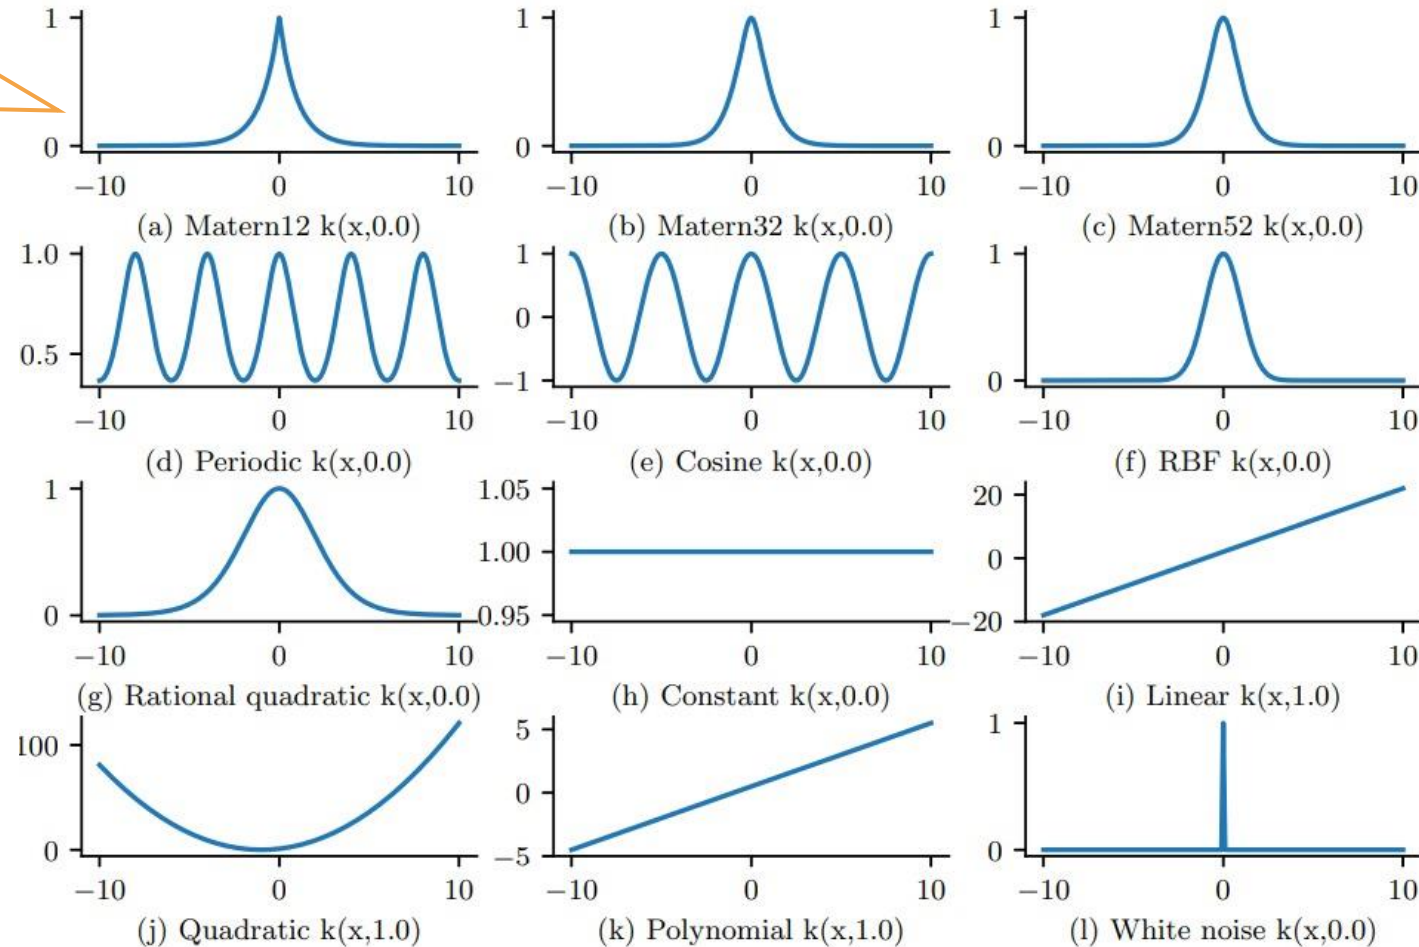 1 1 1
0 0 0
−10 0 10 −10 0 10 −10 0 10
(a) Matern12 k(x,0.0) (b) Matern32 k(x,0.0) (c) Matern52 k(x,0.0)
1.0 1 1
0.5 0 0
−1
−10 0 10 −10 0 10 −10 0 10
(d) Periodic k(x,0.0) (e) Cosine k(x,0.0) (f) RBF k(x,0.0)
1 1.05 20
1.00 0
0 0.95 −20
−10 0 10 −10 0 10 −10 0 10
(g) Rational quadratic k(x,0.0) (h) Constant k(x,0.0) (i) Linear k(x,1.0)
100 5 1
0 0 0
−5
−10 0 10 −10 0 10 −10 0 10
(j) Quadratic k(x,1.0) (k) Polynomial k(x,1.0) (l) White noise k(x,0.0)